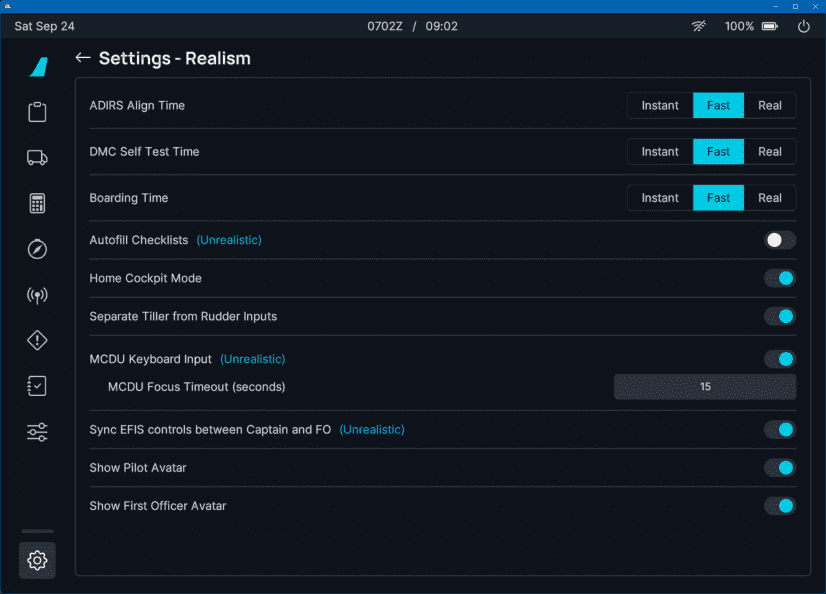 Sat Sep 24
0702Z / 09:02
100%
Settings - Realism
ADIRS Align Time
Instant Fast Real
DMC Self Test Time
Instant Fast Real
Boarding Time
Instant Fast Real
Autofill Checklists (Unrealistic)
Home Cockpit Mode
Separate Tiller from Rudder Inputs
MCDU Keyboard Input (Unrealistic)
MCDU Focus Timeout (seconds)
15
Sync EFIS controls between Captain and FO (Unrealistic)
Show Pilot Avatar
Show First Officer Avatar